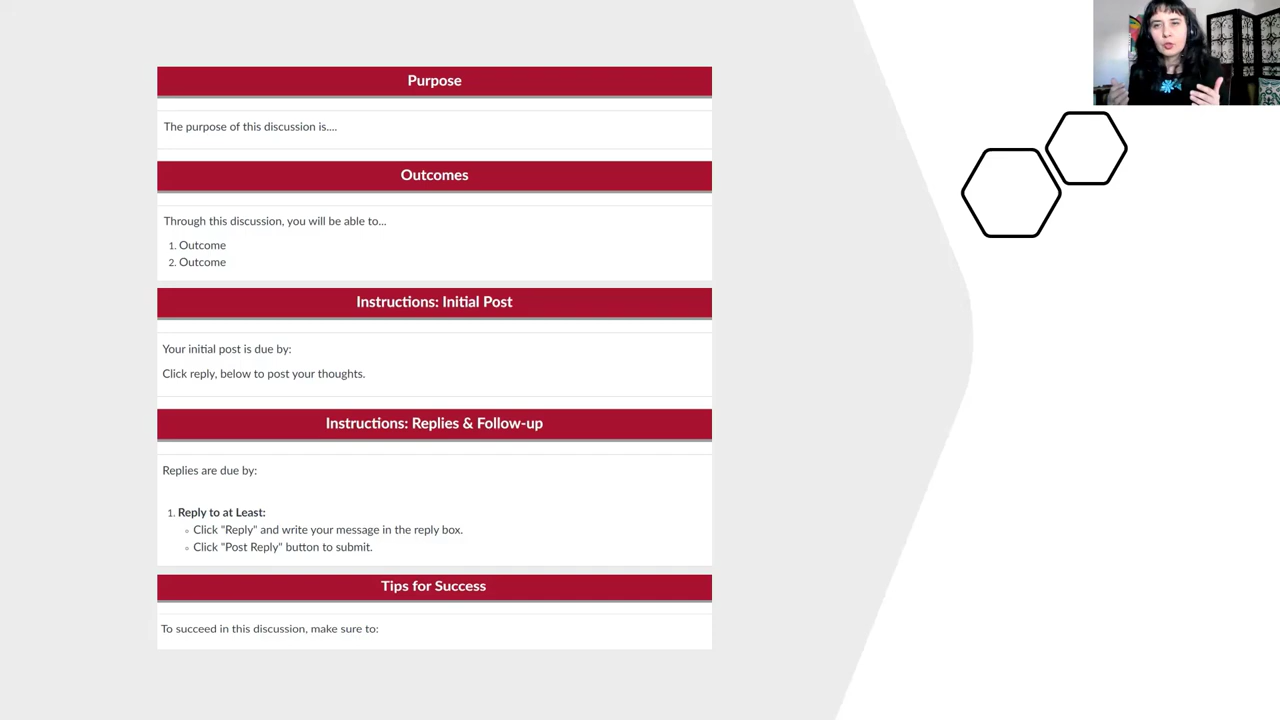 Purpose
The purpose of this discussion is....
Outcomes
Through this discussion, you will be able to...
1. Outcome
2. Outcome
Instructions: Initial Post
Your initial post is due by:
Click reply, below to post your thoughts.
Instructions: Replies & Follow-up
Replies are due by:
1. Reply to at Least:
◦ Click "Reply" and write your message in the reply box.
◦ Click "Post Reply" button to submit.
Tips for Success
To succeed in this discussion, make sure to: